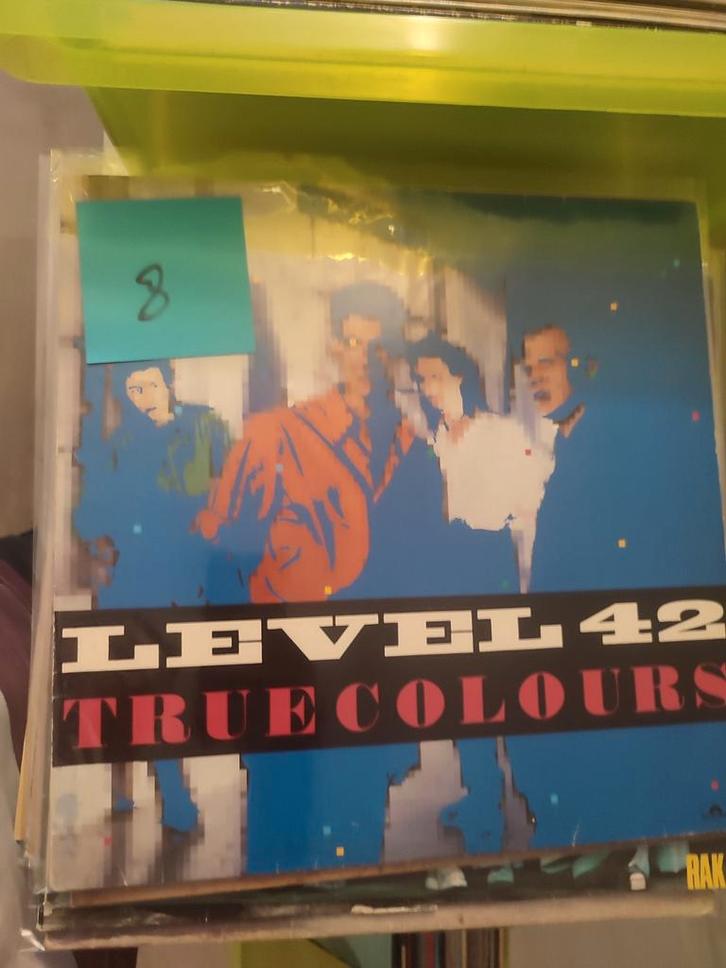 8
LEVEL 42
TRUE COLOURS
RAK